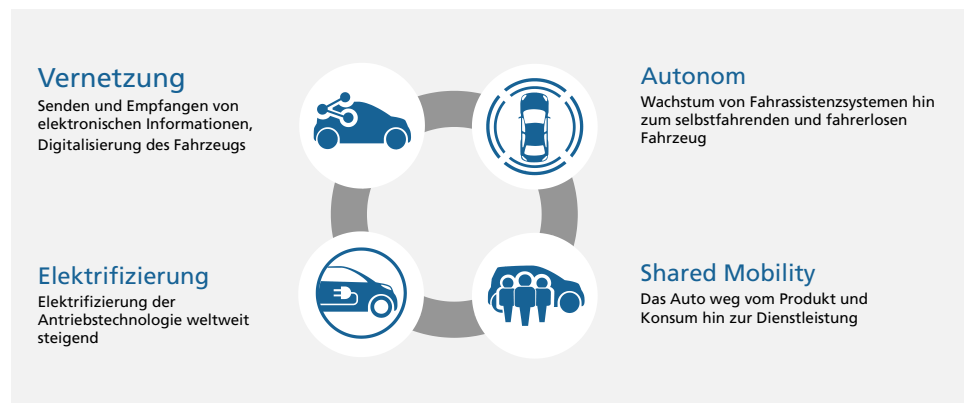 Vernetzung
Senden und Empfangen von
elektronischen Informationen,
Digitalisierung des Fahrzeugs
Autonom
Wachstum von Fahrassistenzsystemen hin
zum selbstfahrenden und fahrerlosen
Fahrzeug
Elektrifizierung
Elektrifizierung der
Antriebstechnologie weltweit
steigend
Shared Mobility
Das Auto weg vom Produkt und
Konsum hin zur Dienstleistung